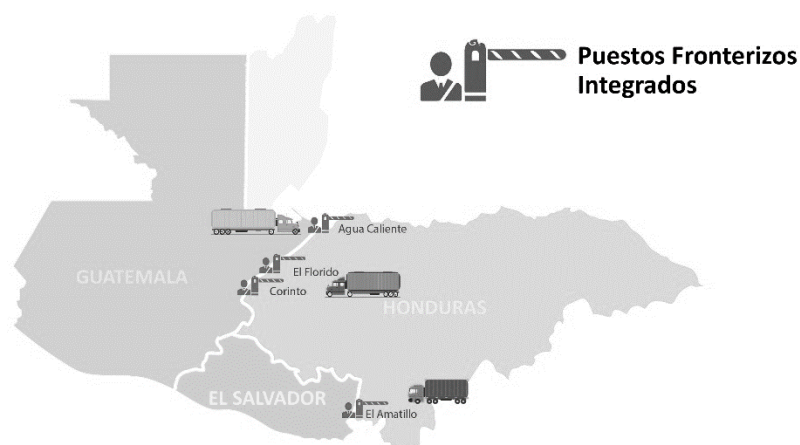 Puestos Fronterizos
Integrados
Agua Caliente
El Florido
GUATEMALA
Corinto
HONDURAS
EL SALVADOR
El Amatillo